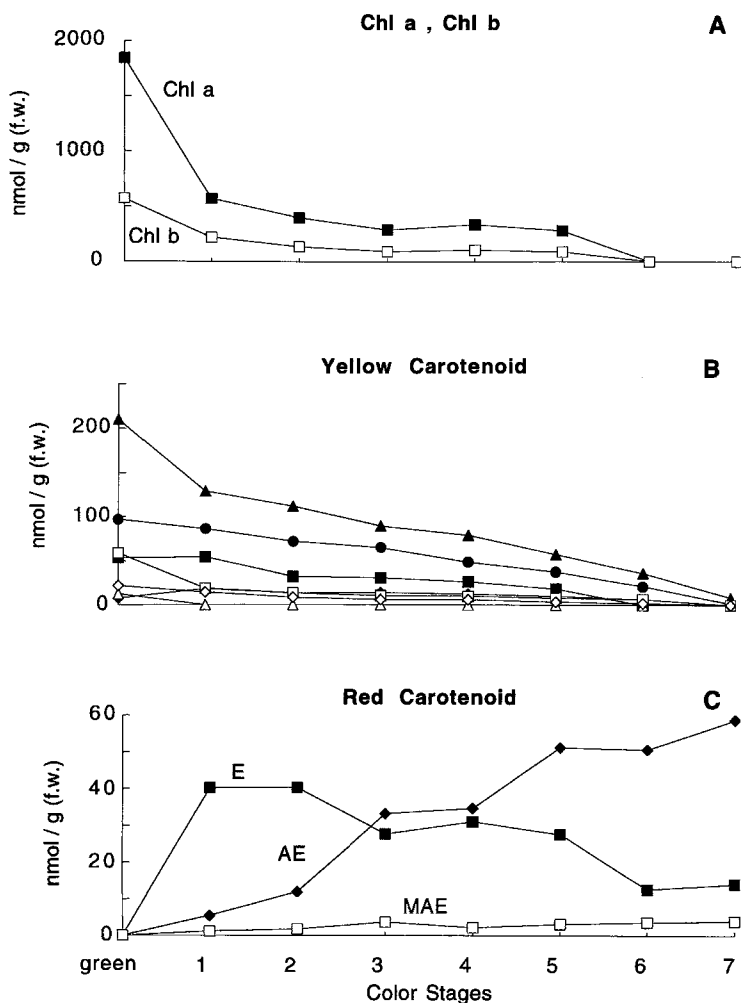 Chl a , Chl b
A
2000
Chl a
1000
Chl b
0
nmol / g (f.w.)
Yellow Carotenoid
B
200
100
0
nmol / g (f.w.)
Red Carotenoid
C
60
E
40
AE
20
MAE
0
nmol / g (f.w.)
green 1 2 3 4 5 6 7
Color Stages